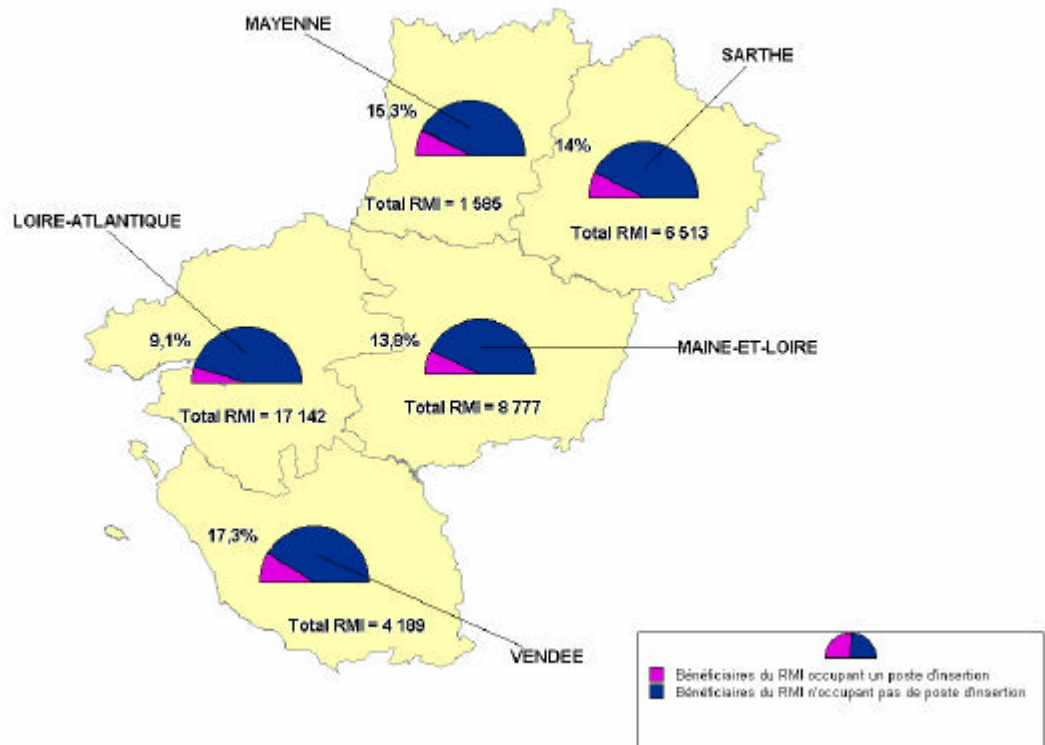 MAYENNE
SARTHE
15,3%
14%
Total RMI = 1 585
Total RMI = 6 513
LOIRE-ATLANTIQUE
9,1%
13,8%
MAINE-ET-LOIRE
Total RMI = 17 142
Total RMI = 8 777
17,3%
Total RMI = 4 189
VENDEE
Bénéficiaires du RMI occupant un poste d'insertion
Bénéficiaires du RMI n'occupant pas de poste d'insertion